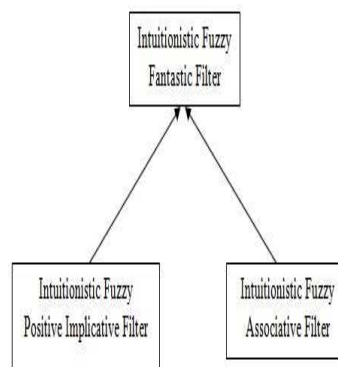 Intuitionistic Fuzzy
Fantastic Filter
Intuitionistic Fuzzy
Positive Implicative Filter
Intuitionistic Fuzzy
Associative Filter